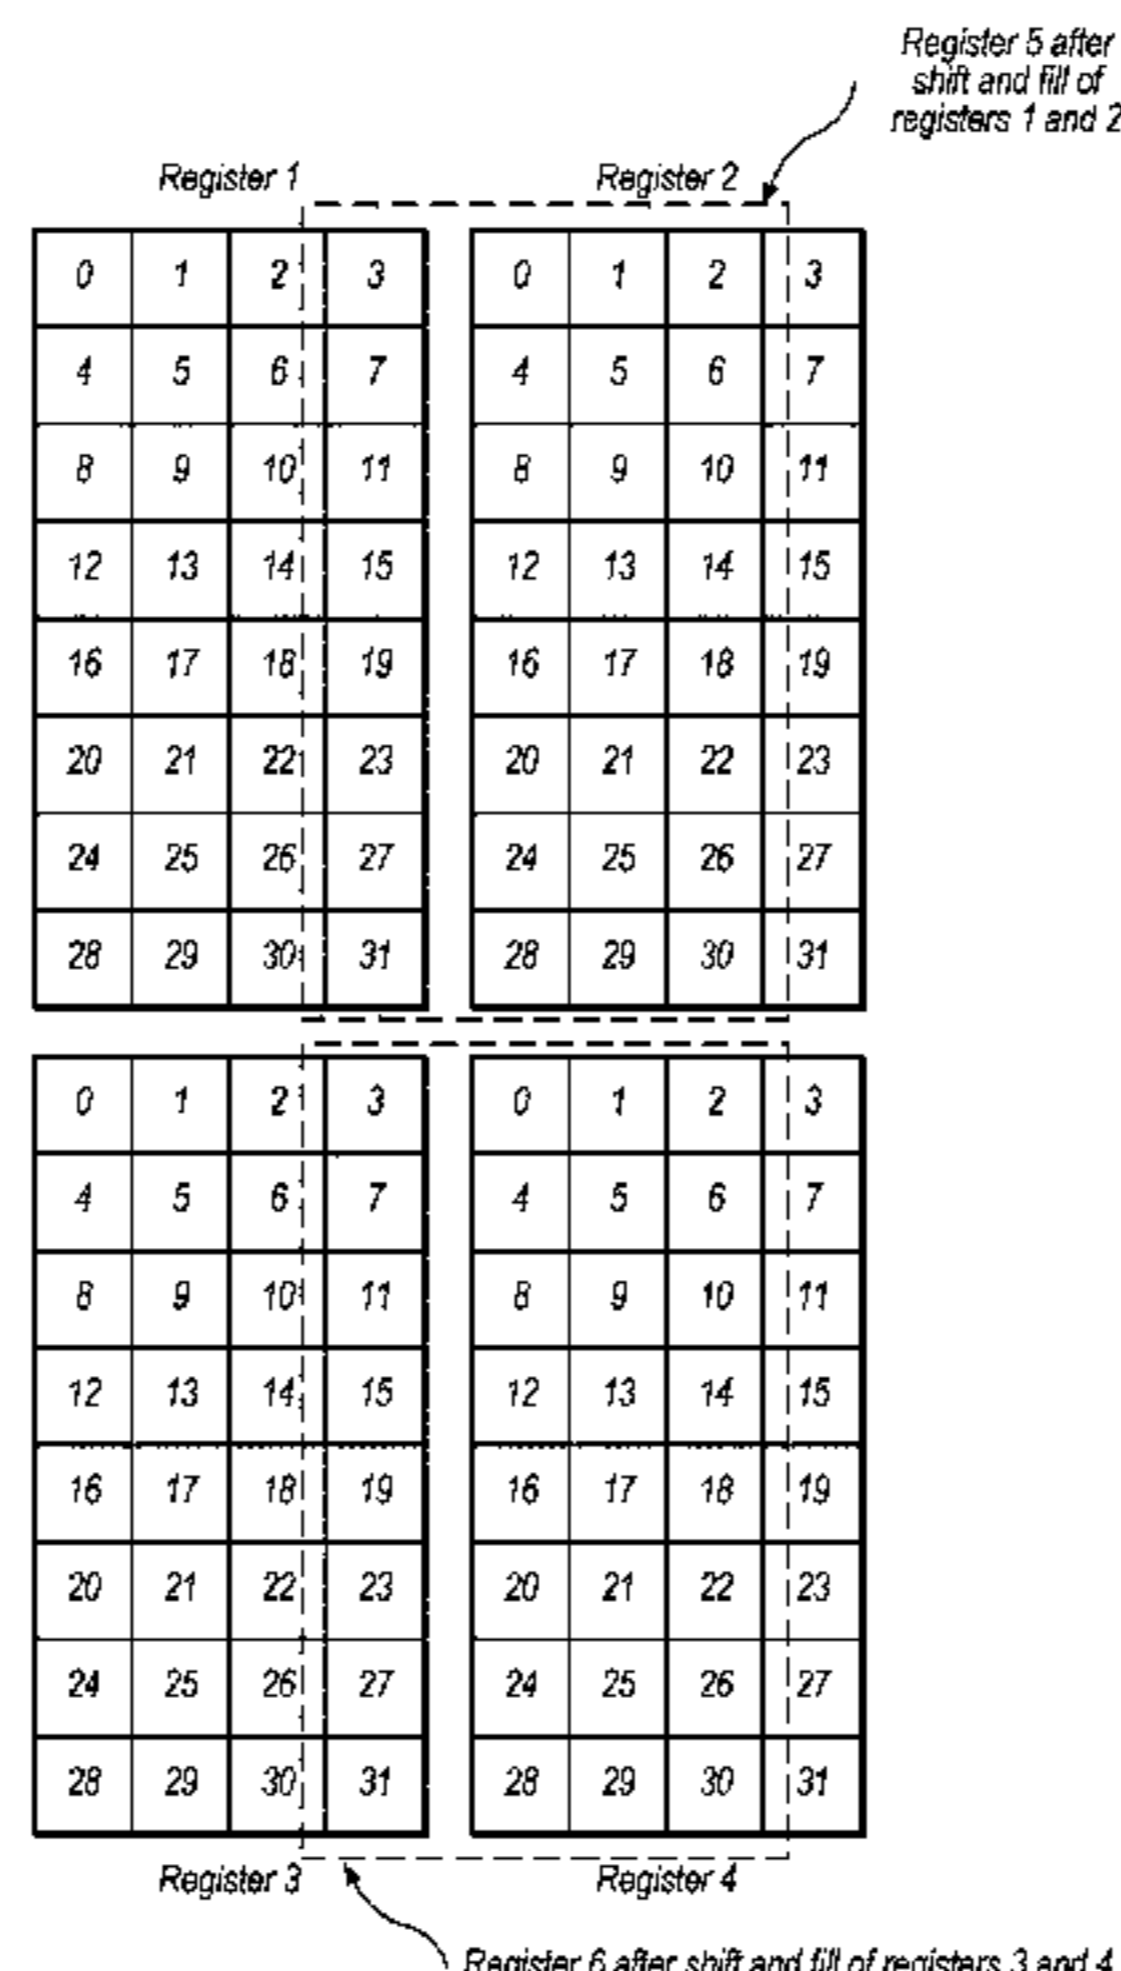 Register 5 after
shift and fill of
registers 1 and 2
Register 1 Register 2
0 1 2 3 0 1 2 3
4 5 6 7 4 5 6 7
8 9 10 11 8 9 10 11
12 13 14 15 12 13 14 15
16 17 18 19 16 17 18 19
20 21 22 23 20 21 22 23
24 25 26 27 24 25 26 27
28 29 30 31 28 29 30 31
0 1 2 3 0 1 2 3
4 5 6 7 4 5 6 7
8 9 10 11 8 9 10 11
12 13 14 15 12 13 14 15
16 17 18 19 16 17 18 19
20 21 22 23 20 21 22 23
24 25 26 27 24 25 26 27
28 29 30 31 28 29 30 31
Register 3 Register 4
Register 6 after shift and fill of registers 3 and 4